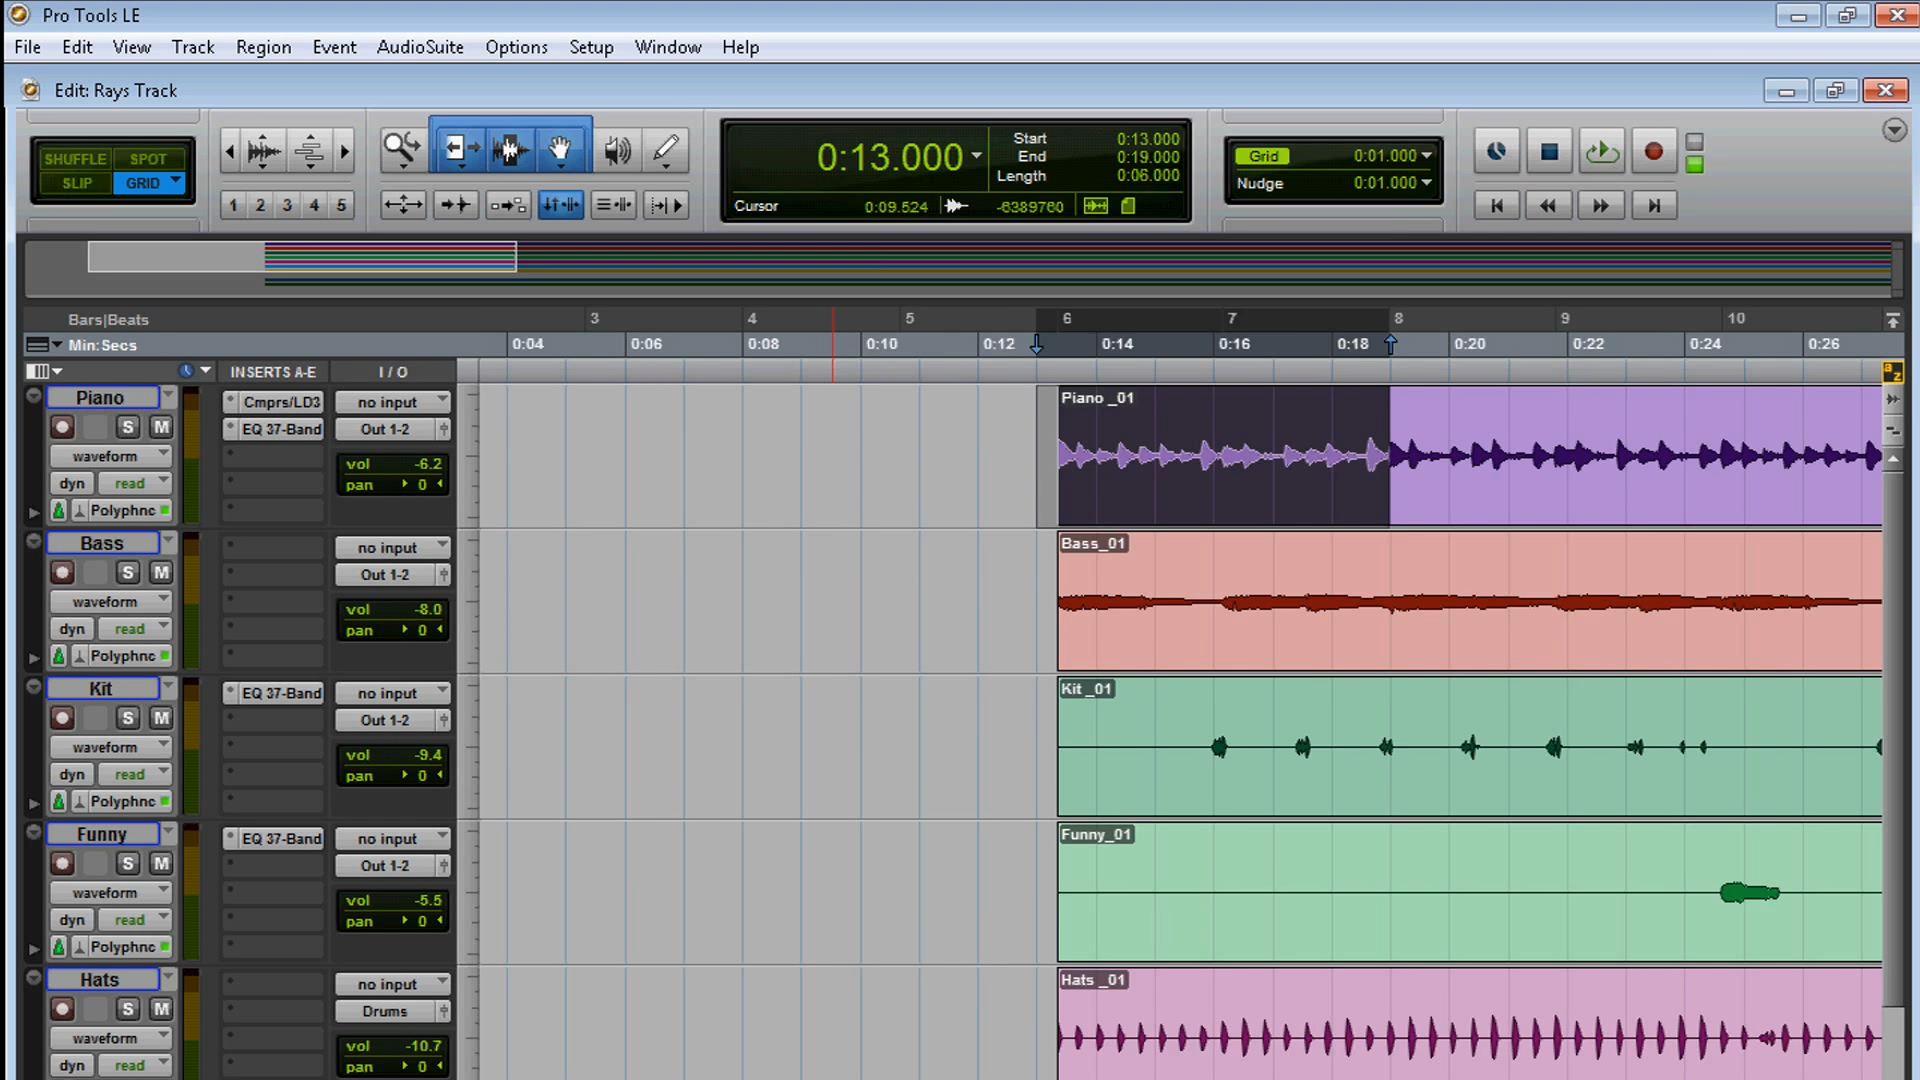 Pro Tools LE
File Edit View Track Region Event AudioSuite Options Setup Window Help
Edit: Rays Track
SHUFFLE SPOT
SLIP GRID
1 2 3 4 5
0:13.000
Start 0:13.000
End 0:19.000
Length 0:06.000
Cursor 0:09.524 -6389760
Grid 0:01.000
Nudge 0:01.000
Bars|Beats 3 4 5 6 7 8 9 10
Min:Secs 0:04 0:06 0:08 0:10 0:12 0:14 0:16 0:18 0:20 0:22 0:24 0:26
INSERTS A-E I / O
a z
Piano Cmprs/LD3 no input Piano _01
S M EQ 37-Band Out 1-2
waveform vol -6.2
dyn read pan 0
Polyphnc
Bass no input Bass_01
S M Out 1-2
waveform vol -8.0
dyn read pan 0
Polyphnc
Kit EQ 37-Band no input Kit _01
S M Out 1-2
waveform vol -9.4
dyn read pan 0
Polyphnc
Funny EQ 37-Band no input Funny_01
S M Out 1-2
waveform vol -5.5
dyn read pan 0
Polyphnc
Hats no input Hats _01
S M Drums
waveform vol -10.7
dyn read pan 0